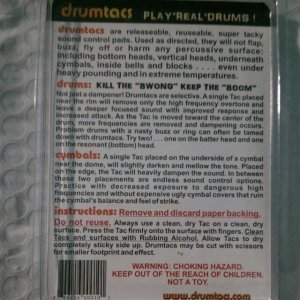 drumtacs PLAY 'REAL' DRUMS !
drumtacs are releaseable, reuseable, super tacky
sound control pads. Used as directed, they will not flap,
buzz, fly off or harm any percussive surface:
including bottom heads, vertical heads, underneath
cymbals, inside bells and blocks . . . . even under
heavy pounding and in extreme temperatures.
drums: KILL THE "BWONG" KEEP THE "BOOM"
Not just a dampener! Dramatic results. A single Tac placed
near the rim will remove only the high frequency overtone and
leave a deeper focused sound with improved response and
increased attack. As the Tac is moved toward the center of the
drum, more frequencies are removed and dampening occurs.
Problem drums with a nasty buzz or ring can often be tamed
down with drumtacs. Try two! . . . one on the batter head and one
on the resonant (bottom) head.
cymbals: A single Tac placed on the underside of a cymbal
near the dome, will slightly darken and mellow the tone. Placed
on the edge, the Tac will heavily dampen the sound. In between
those two placements are endless sound control options.
Practice with decreased exposure to dangerous high
frequencies and without expensive ugly cymbal covers that ruin
the cymbal's balance and feel of strike.
instructions: Remove and discard paper backing.
Do not reuse. Always use a clean, dry Tac on a clean, dry
surface. Press the Tac firmly onto the surface with fingers. Clean
Tacs and surfaces with Rubbing Alcohol. Allow Tacs to dry
completely sticky side up. Drumtacs may be cut with scissors
for smaller footprint and effect.
WARNING: CHOKING HAZARD.
KEEP OUT OF THE REACH OF CHILDREN.
NOT A TOY.
www.drumtacs.com